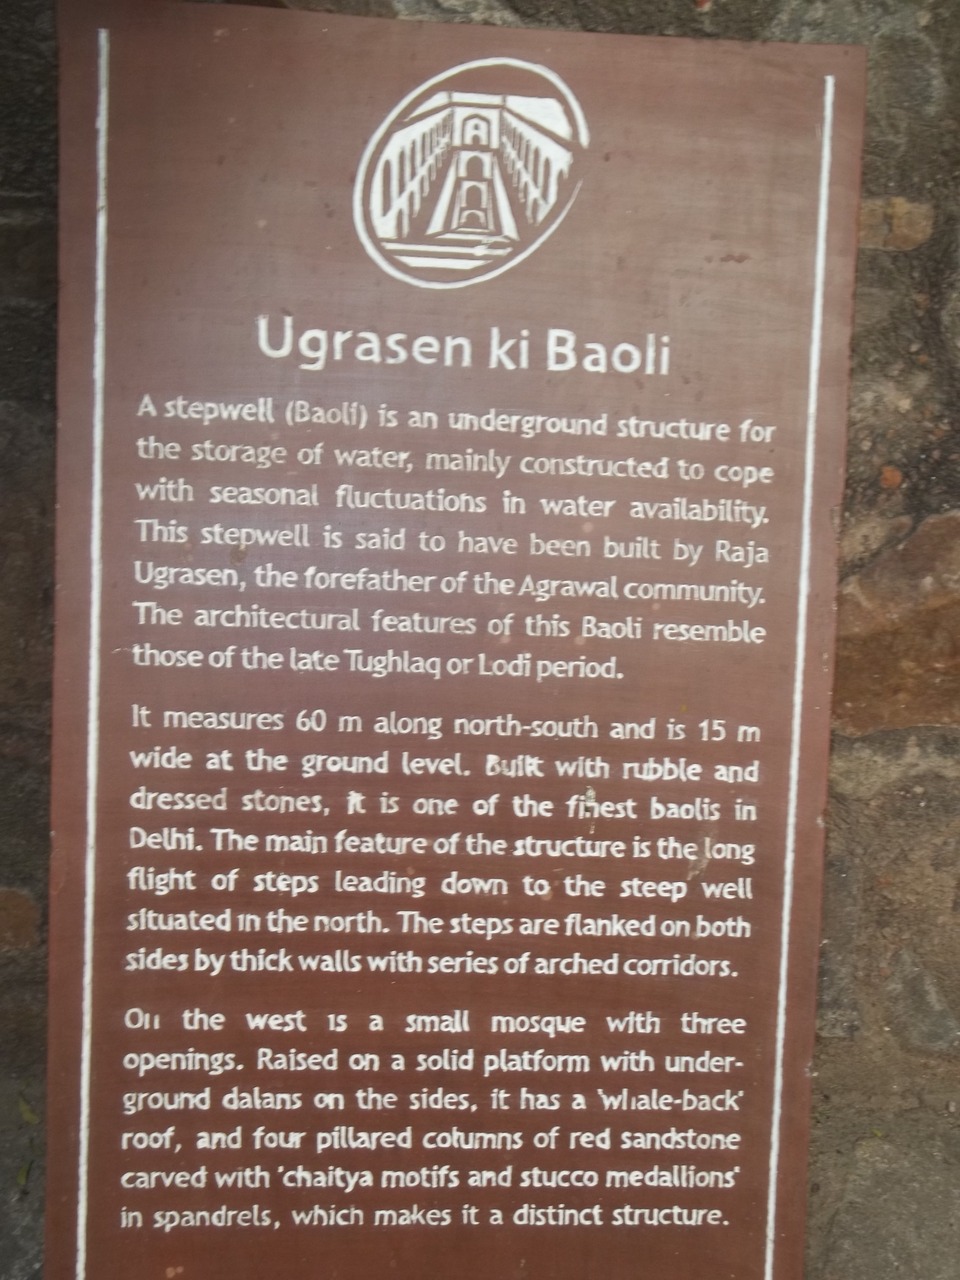 Ugrasen ki Baoli
A stepwell (Baoli) is an underground structure for
the storage of water, mainly constructed to cope
with seasonal fluctuations in water availability.
This stepwell is said to have been built by Raja
Ugrasen, the forefather of the Agrawal community.
The architectural features of this Baoli resemble
those of the late Tughlaq or Lodi period.
It measures 60 m along north-south and is 15 m
wide at the ground level. Built with rubble and
dressed stones, it is one of the finest baolis in
Delhi. The main feature of the structure is the long
flight of steps leading down to the steep well
situated in the north. The steps are flanked on both
sides by thick walls with series of arched corridors.
On the west is a small mosque with three
openings. Raised on a solid platform with under-
ground dalans on the sides, it has a 'whale-back'
roof, and four pillared columns of red sandstone
carved with 'chaitya motifs and stucco medallions'
in spandrels, which makes it a distinct structure.